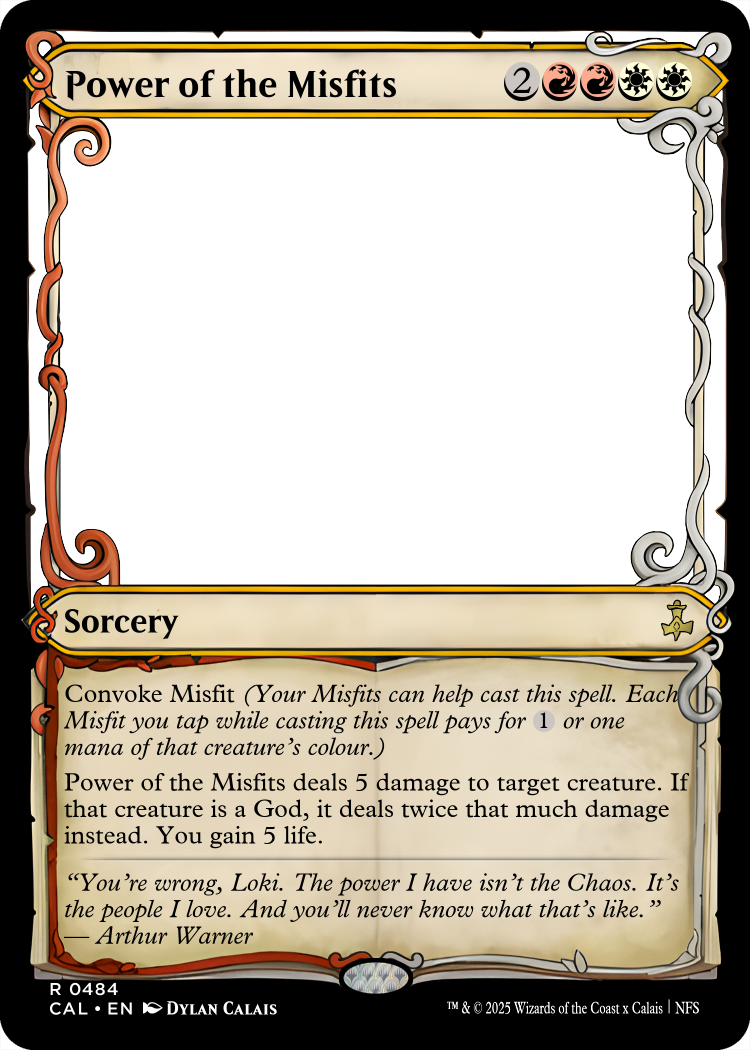 Power of the Misfits 2
Sorcery
Convoke Misfit (Your Misfits can help cast this spell. Each
Misfit you tap while casting this spell pays for 1 or one
mana of that creature's colour.)
Power of the Misfits deals 5 damage to target creature. If
that creature is a God, it deals twice that much damage
instead. You gain 5 life.
“You're wrong, Loki. The power I have isn't the Chaos. It's
the people I love. And you'll never know what that's like.”
— Arthur Warner
R 0484
CAL • EN DYLAN CALAIS ™ & © 2025 Wizards of the Coast x Calais | NFS